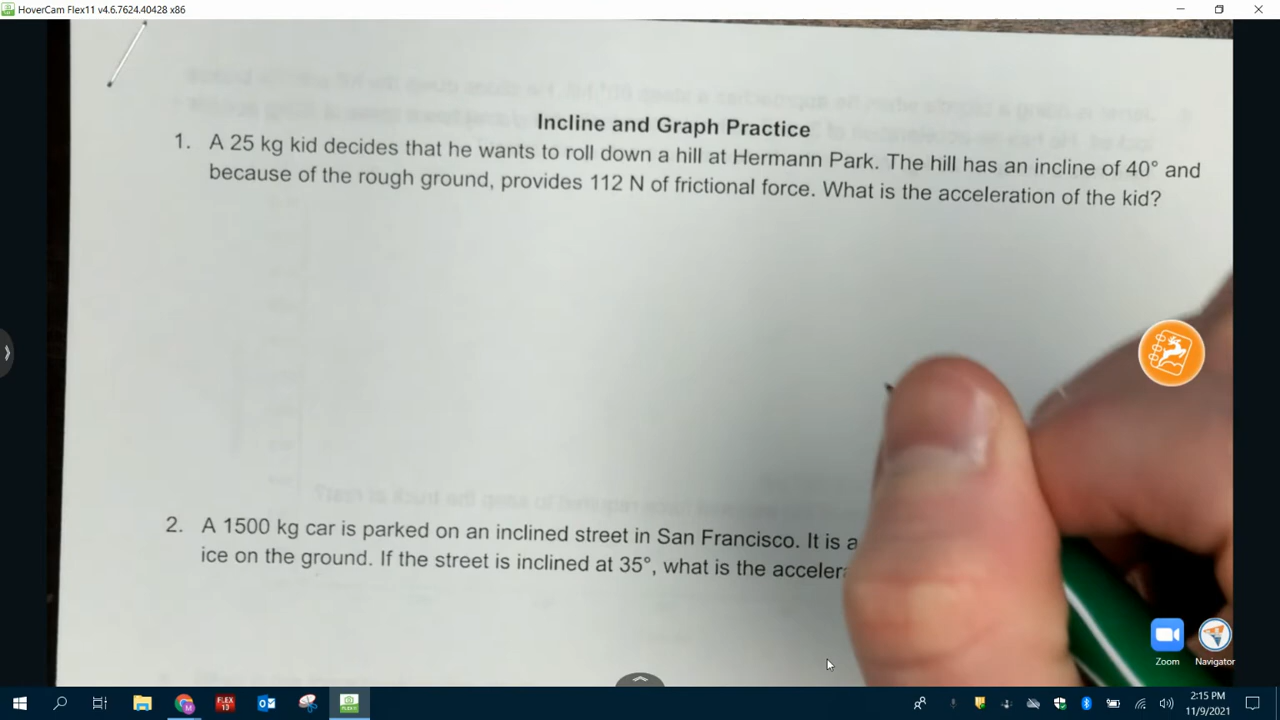 HoverCam Flex11 v4.6.7624.40428 x86
Incline and Graph Practice
1. A 25 kg kid decides that he wants to roll down a hill at Hermann Park. The hill has an incline of 40° and
because of the rough ground, provides 112 N of frictional force. What is the acceleration of the kid?
2. A 1500 kg car is parked on an inclined street in San Francisco. It is a
ice on the ground. If the street is inclined at 35°, what is the acceler
Zoom
Navigator
FLEX
2:15 PM
11/9/2021